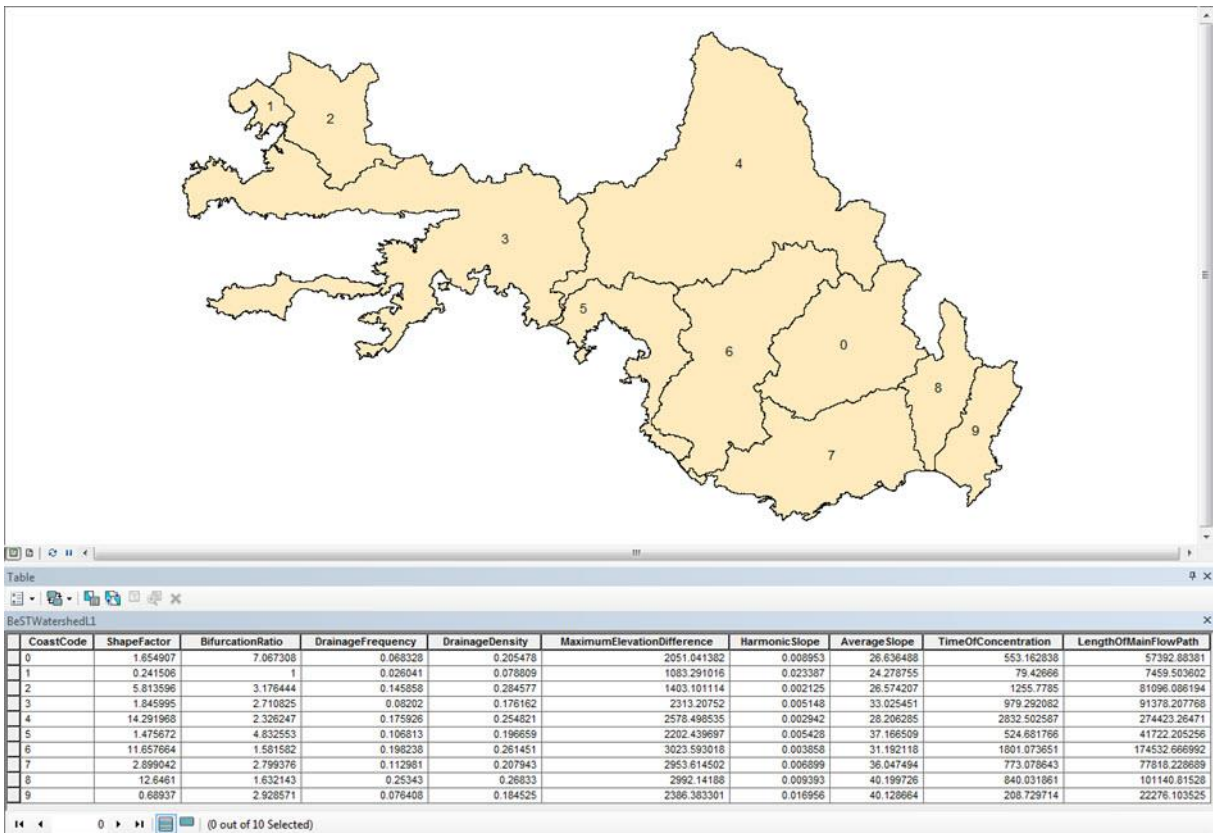 1
2
4
3
5
6
0
8
9
7
Table
BeSTWatershedL1
CoastCode ShapeFactor BifurcationRatio DrainageFrequency DrainageDensity MaximumElevationDifference HarmonicSlope AverageSlope TimeOfConcentration LengthOfMainFlowPath
0 1.654907 7.067308 0.068328 0.205478 2051.041382 0.008953 26.636488 553.162838 57392.88381
1 0.241506 1 0.026041 0.078809 1083.291016 0.023387 24.278755 79.42666 7459.503602
2 5.813596 3.176444 0.145858 0.284577 1403.101114 0.002125 26.574207 1255.7785 81096.086194
3 1.845995 2.710825 0.08202 0.176162 2313.20752 0.005148 33.025451 979.292082 91378.207768
4 14.291968 2.326247 0.175926 0.254821 2578.498535 0.002942 28.206285 2832.502587 274423.26471
5 1.475672 4.832553 0.106813 0.196659 2202.439697 0.005428 37.166509 524.681766 41722.205256
6 11.657664 1.581582 0.198238 0.261451 3023.593018 0.003858 31.192118 1801.073651 174532.666992
7 2.899042 2.799376 0.112981 0.207943 2953.614502 0.006899 36.047494 773.078643 77818.228689
8 12.6461 1.632143 0.25343 0.26833 2992.14188 0.009393 40.199726 840.031861 101140.81528
9 0.68937 2.928571 0.076408 0.184525 2386.383301 0.016956 40.128664 208.729714 22276.103525
0 (0 out of 10 Selected)